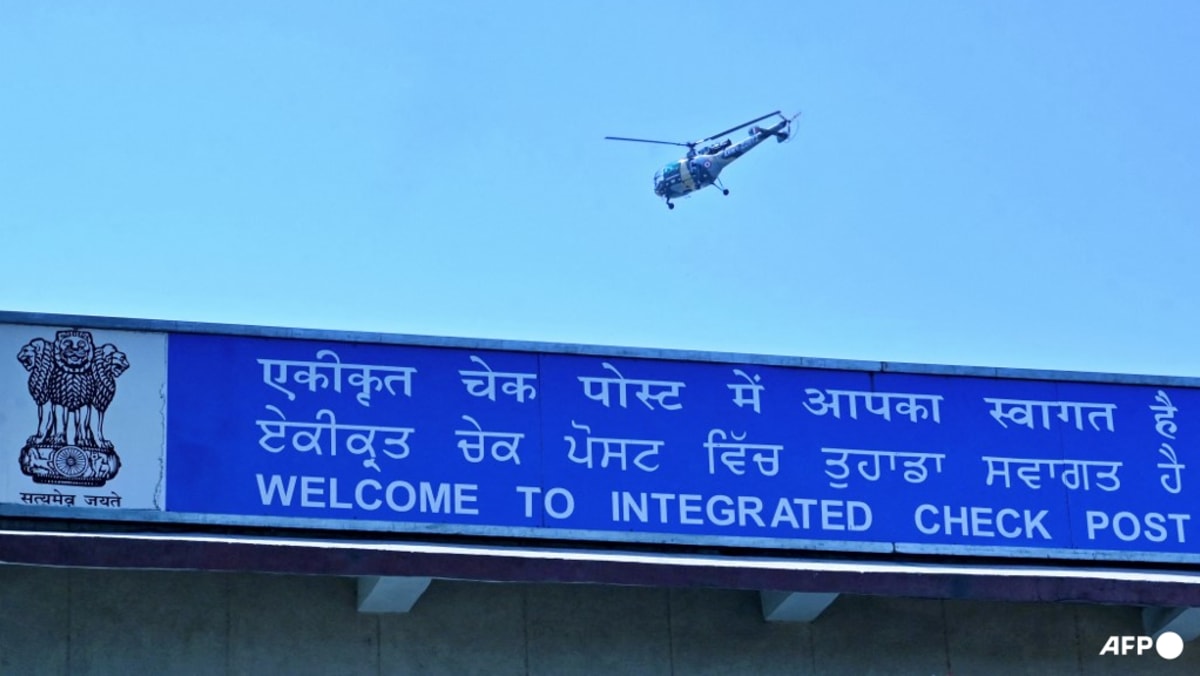 एकीकृत चेक पोस्ट में आपका स्वागत है
ਏਕੀਕ੍ਰਤ ਚੇਕ ਪੋਸਟ ਵਿੱਚ ਤੁਹਾਡਾ ਸਵਾਗਤ ਹੈ
WELCOME TO INTEGRATED CHECK POST
सत्यमेव जयते
AFP